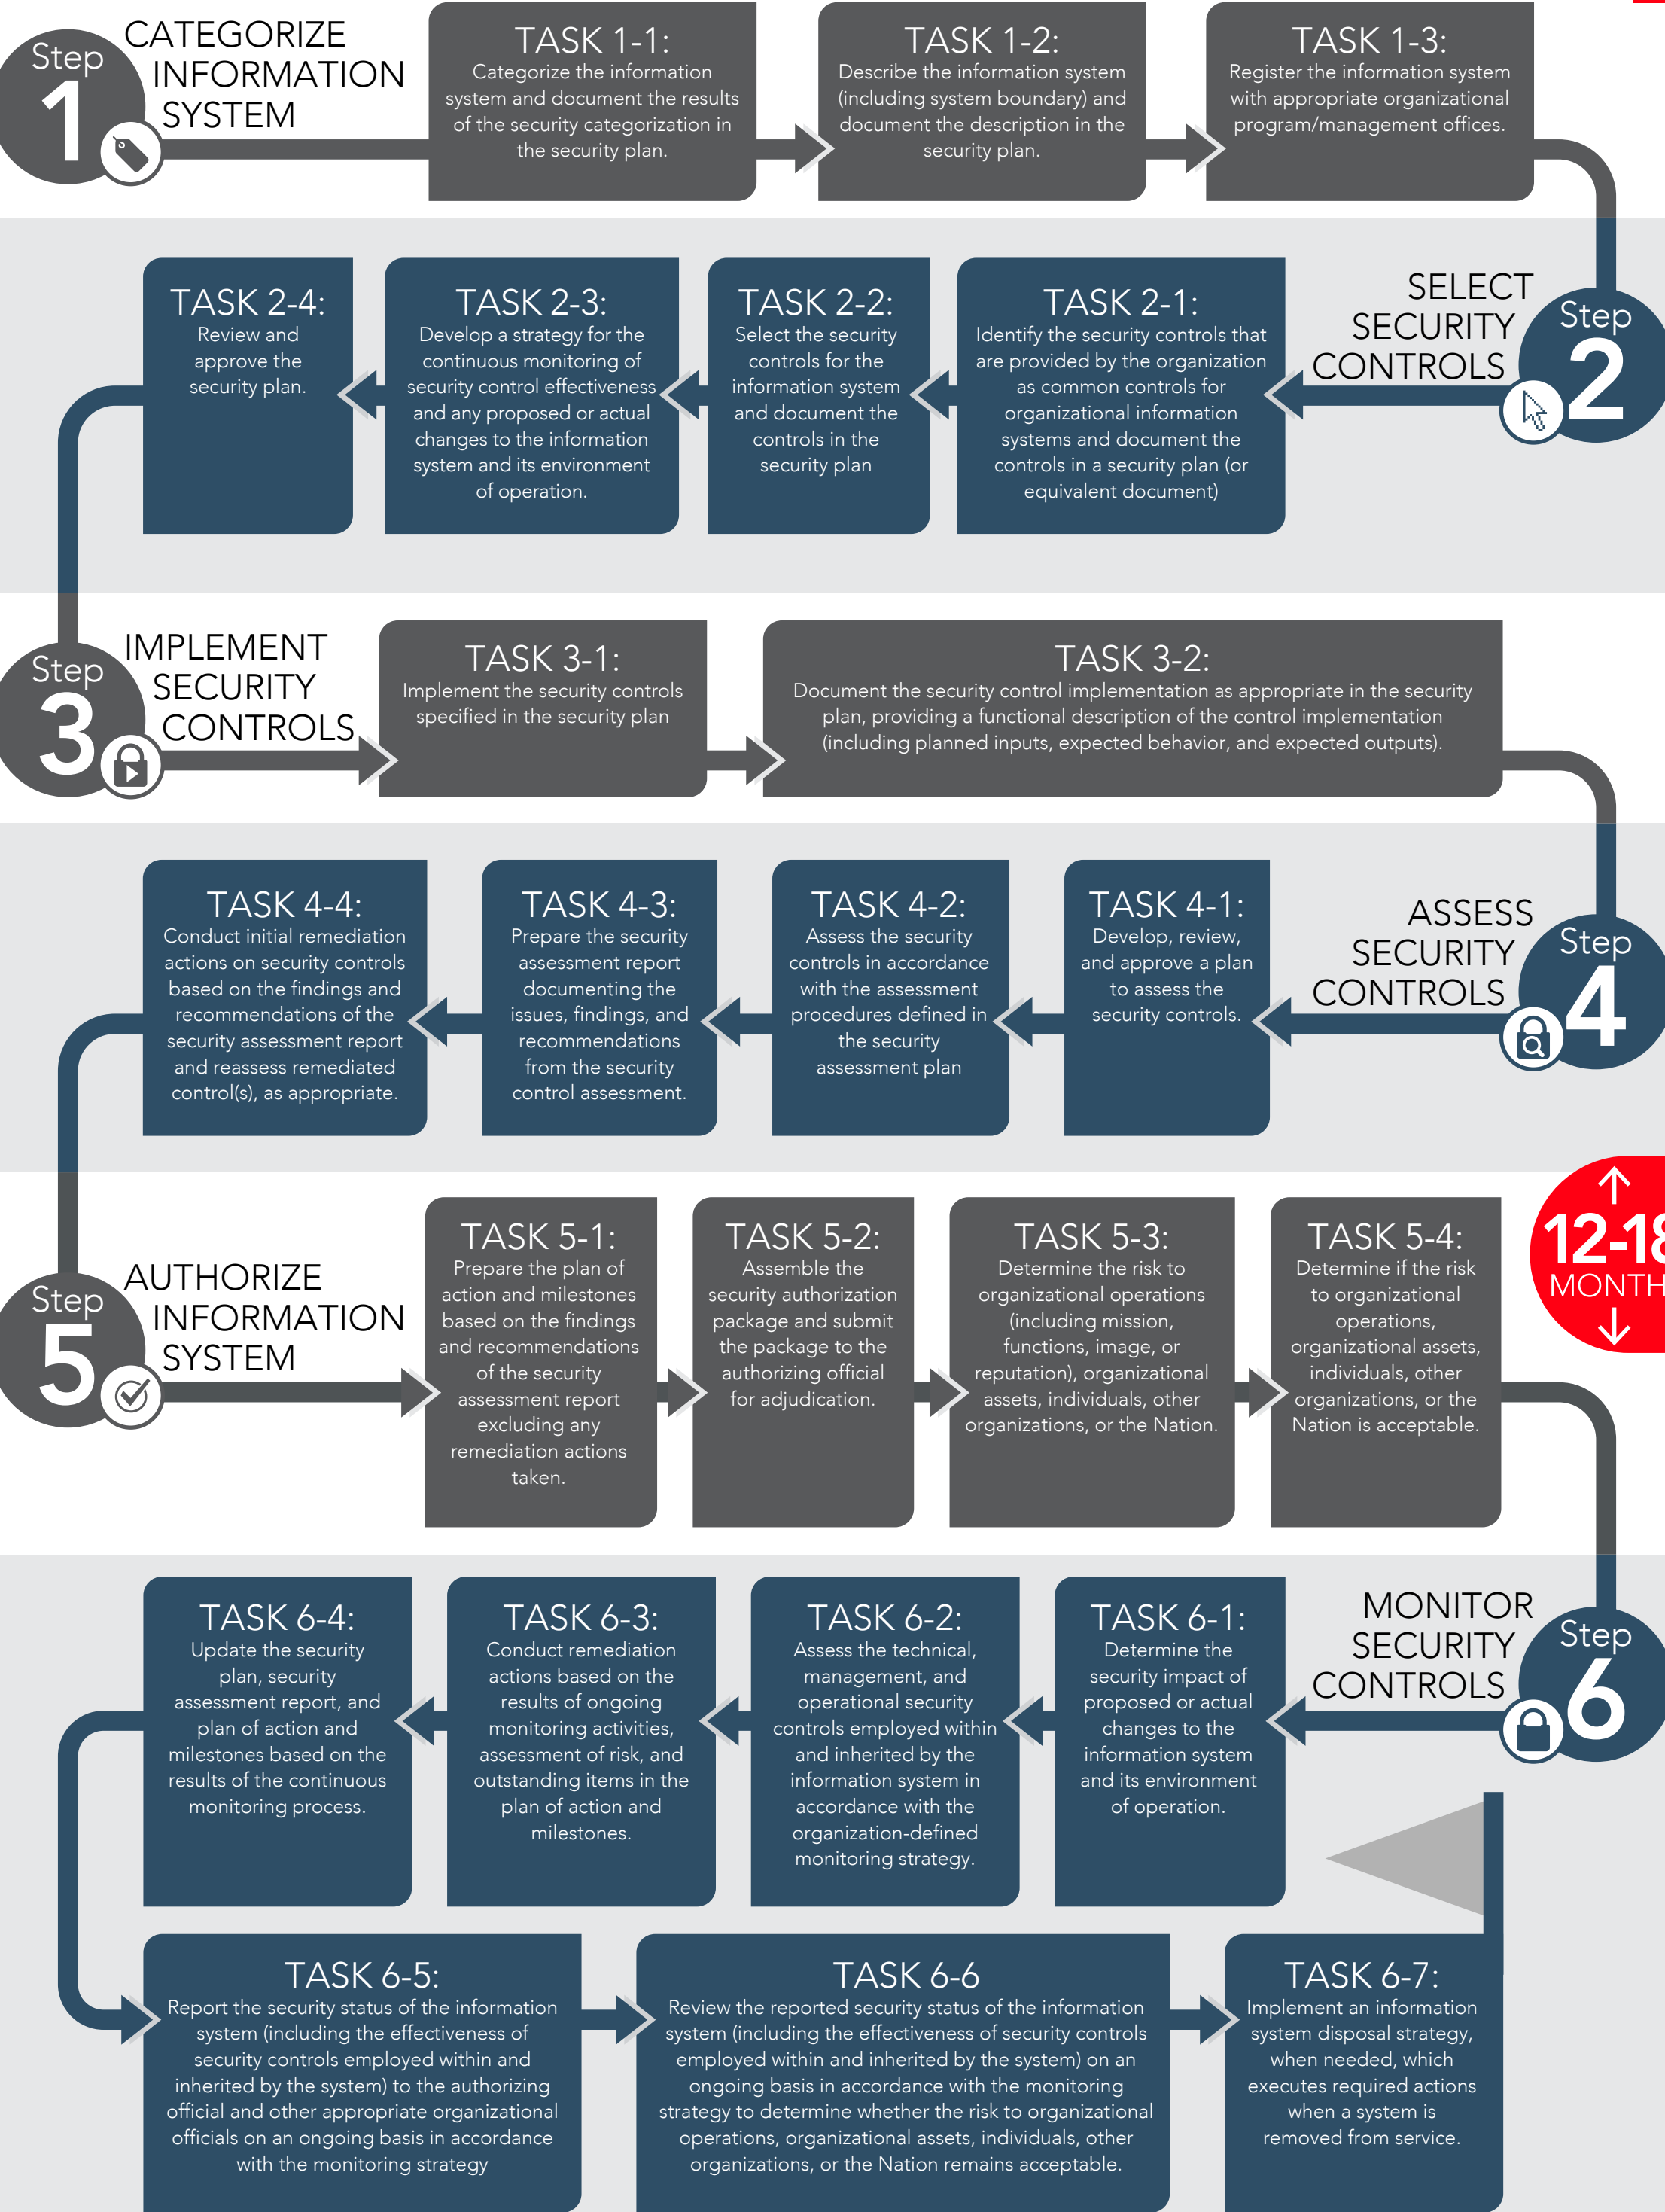 Step
1
CATEGORIZE
INFORMATION
SYSTEM
TASK 1-1:
Categorize the information
system and document the results
of the security categorization in
the security plan.
TASK 1-2:
Describe the information system
(including system boundary) and
document the description in the
security plan.
TASK 1-3:
Register the information system
with appropriate organizational
program/management offices.
Step
2
SELECT
SECURITY
CONTROLS
TASK 2-1:
Identify the security controls that
are provided by the organization
as common controls for
organizational information
systems and document the
controls in a security plan (or
equivalent document)
TASK 2-2:
Select the security
controls for the
information system
and document the
controls in the
security plan
TASK 2-3:
Develop a strategy for the
continuous monitoring of
security control effectiveness
and any proposed or actual
changes to the information
system and its environment
of operation.
TASK 2-4:
Review and
approve the
security plan.
Step
3
IMPLEMENT
SECURITY
CONTROLS
TASK 3-1:
Implement the security controls
specified in the security plan
TASK 3-2:
Document the security control implementation as appropriate in the security
plan, providing a functional description of the control implementation
(including planned inputs, expected behavior, and expected outputs).
Step
4
ASSESS
SECURITY
CONTROLS
TASK 4-1:
Develop, review,
and approve a plan
to assess the
security controls.
TASK 4-2:
Assess the security
controls in accordance
with the assessment
procedures defined in
the security
assessment plan
TASK 4-3:
Prepare the security
assessment report
documenting the
issues, findings, and
recommendations
from the security
control assessment.
TASK 4-4:
Conduct initial remediation
actions on security controls
based on the findings and
recommendations of the
security assessment report
and reassess remediated
control(s), as appropriate.
12-18
MONTH
Step
5
AUTHORIZE
INFORMATION
SYSTEM
TASK 5-1:
Prepare the plan of
action and milestones
based on the findings
and recommendations
of the security
assessment report
excluding any
remediation actions
taken.
TASK 5-2:
Assemble the
security authorization
package and submit
the package to the
authorizing official
for adjudication.
TASK 5-3:
Determine the risk to
organizational operations
(including mission,
functions, image, or
reputation), organizational
assets, individuals, other
organizations, or the Nation.
TASK 5-4:
Determine if the risk
to organizational
operations,
organizational assets,
individuals, other
organizations, or the
Nation is acceptable.
Step
6
MONITOR
SECURITY
CONTROLS
TASK 6-1:
Determine the
security impact of
proposed or actual
changes to the
information system
and its environment
of operation.
TASK 6-2:
Assess the technical,
management, and
operational security
controls employed within
and inherited by the
information system in
accordance with the
organization-defined
monitoring strategy.
TASK 6-3:
Conduct remediation
actions based on the
results of ongoing
monitoring activities,
assessment of risk, and
outstanding items in the
plan of action and
milestones.
TASK 6-4:
Update the security
plan, security
assessment report, and
plan of action and
milestones based on the
results of the continuous
monitoring process.
TASK 6-5:
Report the security status of the information
system (including the effectiveness of
security controls employed within and
inherited by the system) to the authorizing
official and other appropriate organizational
officials on an ongoing basis in accordance
with the monitoring strategy
TASK 6-6
Review the reported security status of the information
system (including the effectiveness of security controls
employed within and inherited by the system) on an
ongoing basis in accordance with the monitoring
strategy to determine whether the risk to organizational
operations, organizational assets, individuals, other
organizations, or the Nation remains acceptable.
TASK 6-7:
Implement an information
system disposal strategy,
when needed, which
executes required actions
when a system is
removed from service.